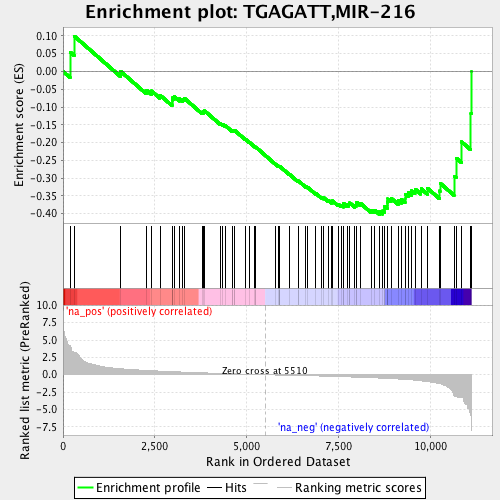 Enrichment plot: TGAGATT,MIR-216
Enrichment score (ES)
0.10
0.05
0.00
-0.05
-0.10
-0.15
-0.20
-0.25
-0.30
-0.35
-0.40
Ranked list metric (PreRanked)
'na_pos' (positively correlated)
10.0
7.5
5.0
2.5
0.0
-2.5
-5.0
-7.5
Zero cross at 5510
'na_neg' (negatively correlated)
0
2,500
5,000
7,500
10,000
Rank in Ordered Dataset
Enrichment profile
Hits
Ranking metric scores